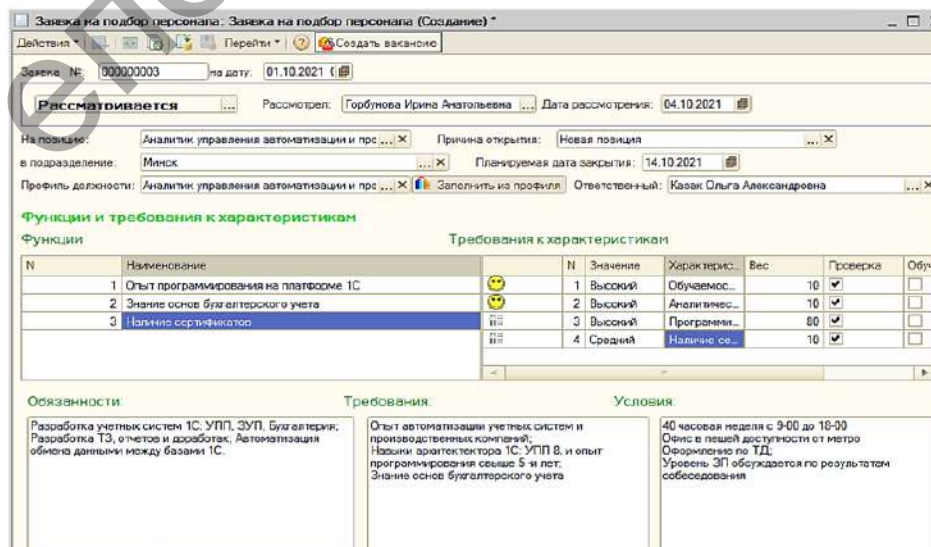 Заявка на подбор персонала: Заявка на подбор персонала (Создание) *
Действия Перейти Создать вакансию
Заявка №: 000000003 на дату: 01.10.2021 (
Рассматривается ... Рассмотрел: Горбунова Ирина Анатольевна ... Дата рассмотрения: 04.10.2021
На позицию: Аналитик управления автоматизации и про ... × Причина открытия: Новая позиция ... ×
в подразделение: Минск ... × Планируемая дата закрытия: 14.10.2021
Профиль должности: Аналитик управления автоматизации и про ... × Заполнить из профиля Ответственный: Казак Ольга Александровна ... ×
Функции и требования к характеристикам
Функции Требования к характеристикам
N Наименование N Значение Характерис... Вес Проверка Обуч
1 Опыт программирования на платформе 1С 1 Высокий Обучаемос... 10
2 Знание основ бухгалтерского учета 2 Высокий Аналитичес... 10
3 Наличие сертификатов 3 Высокий Программи... 80
4 Средний Наличие се... 10
Обязанности: Требования: Условия:
Разработка учетных систем 1С: УПП, ЗУП, Бухгалтерия;
Разработка ТЗ, отчетов и доработак; Автоматизация
обмена данными между базами 1С.
Опыт автоматизации учетных систем и
производственных компаний;
Навыки архитектектора 1С: УПП 8. и опыт
программирования свыше 5-и лет;
Знание основ бухгалтерского учета
40 часовая неделя с 9-00 до 18-00
Офис в пешей доступности от метро
Оформление по ТД;
Уровень ЗП обсуждается по результатам
собеседования